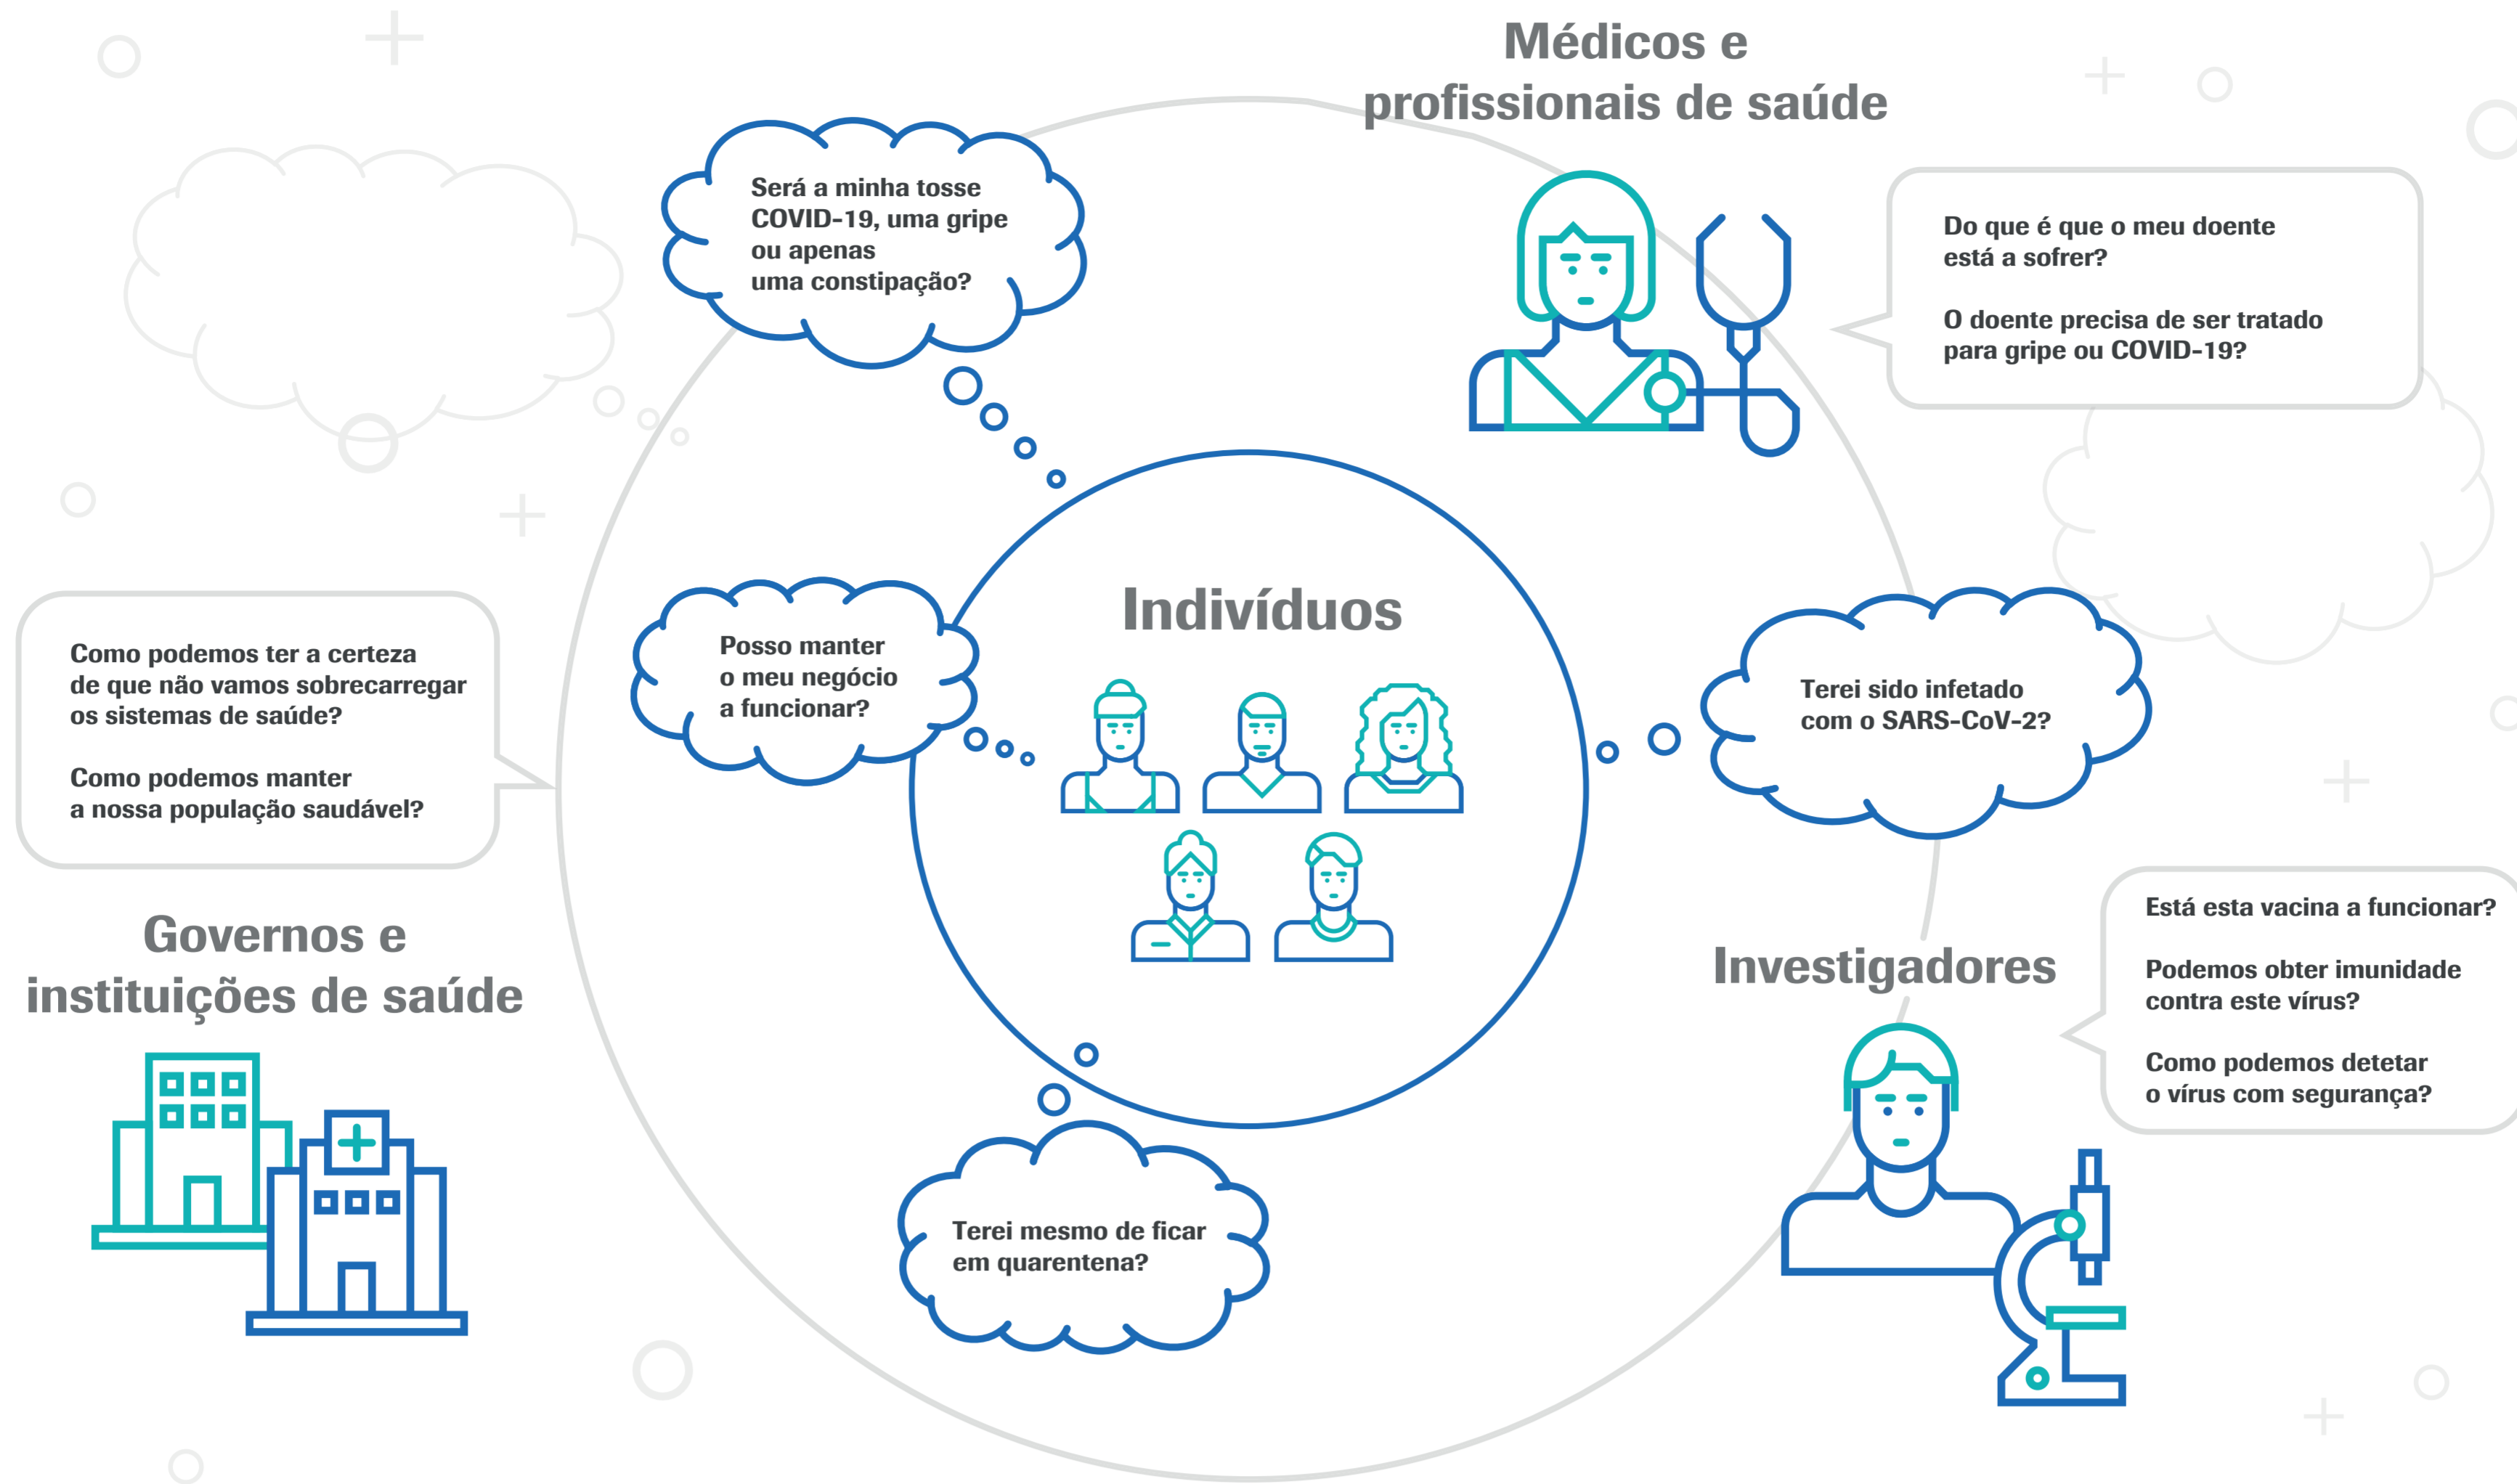 Médicos e
profissionais de saúde
Será a minha tosse
COVID-19, uma gripe
ou apenas
uma constipação?
Do que é que o meu doente
está a sofrer?
O doente precisa de ser tratado
para gripe ou COVID-19?
Indivíduos
Posso manter
o meu negócio
a funcionar?
Terei sido infetado
com o SARS-CoV-2?
Como podemos ter a certeza
de que não vamos sobrecarregar
os sistemas de saúde?
Como podemos manter
a nossa população saudável?
Governos e
instituições de saúde
Investigadores
Está esta vacina a funcionar?
Podemos obter imunidade
contra este vírus?
Como podemos detetar
o vírus com segurança?
Terei mesmo de ficar
em quarentena?